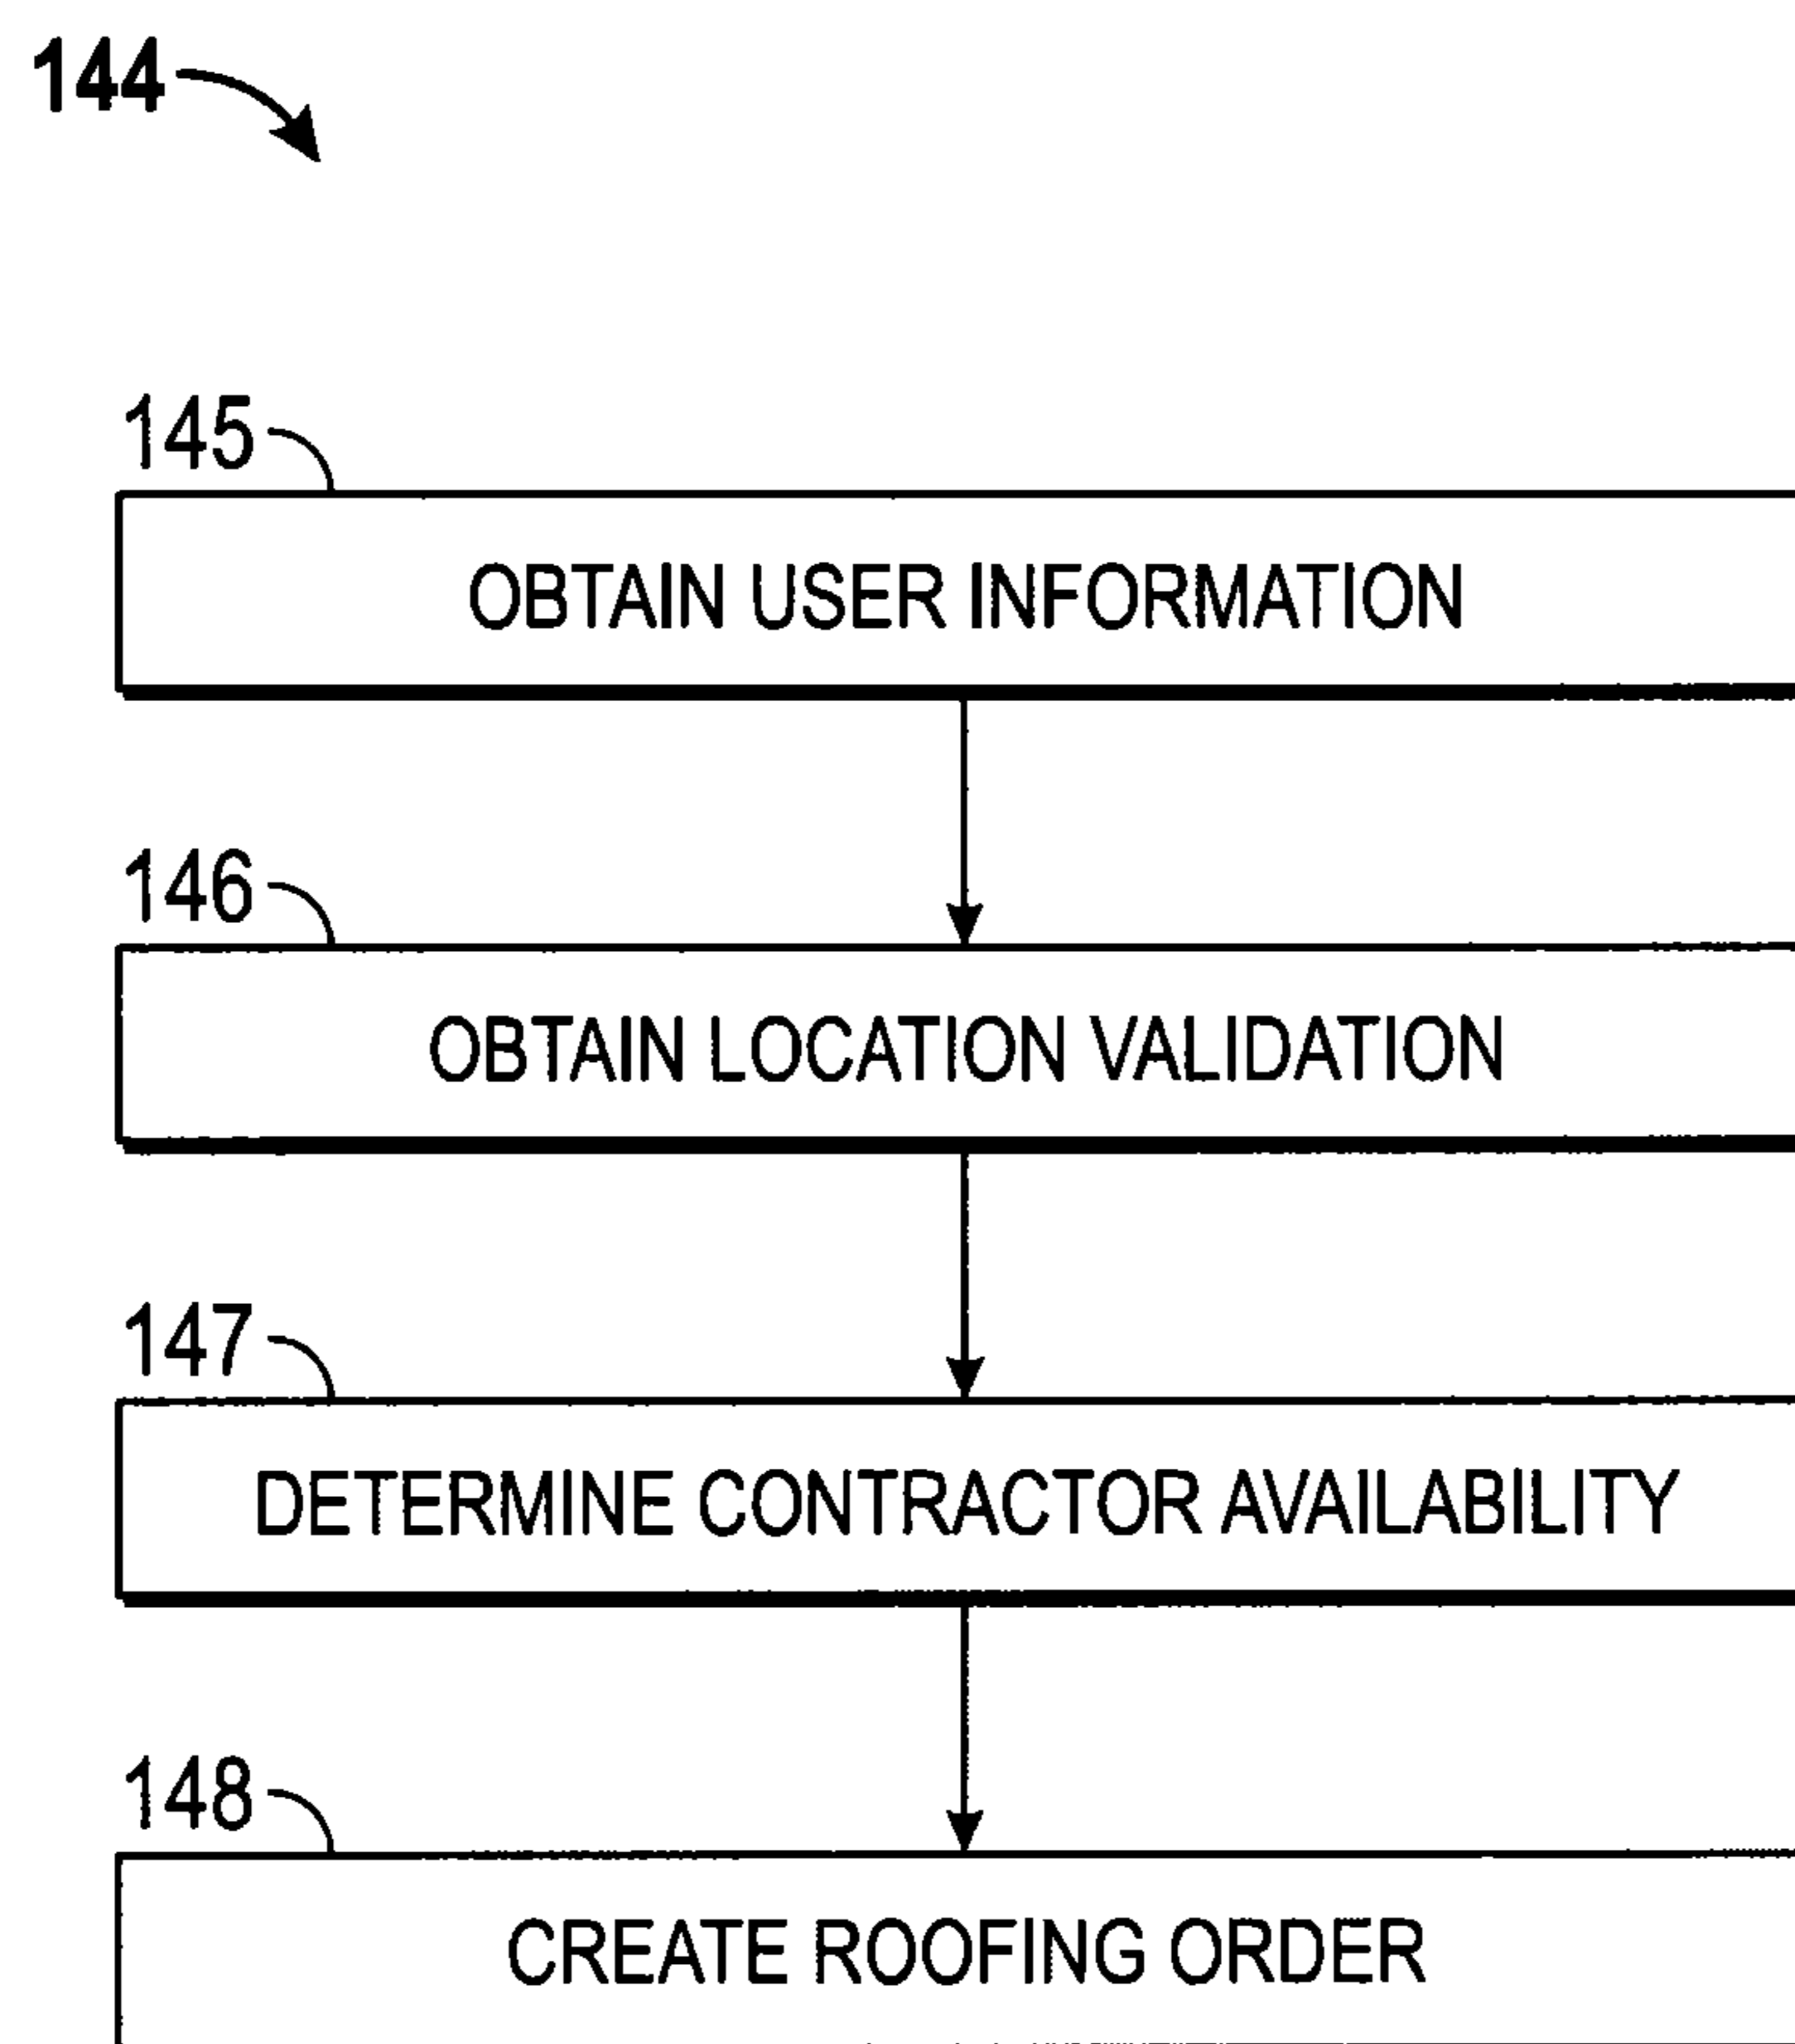 144
145
OBTAIN USER INFORMATION
146
OBTAIN LOCATION VALIDATION
147
DETERMINE CONTRACTOR AVAILABILITY
148
CREATE ROOFING ORDER